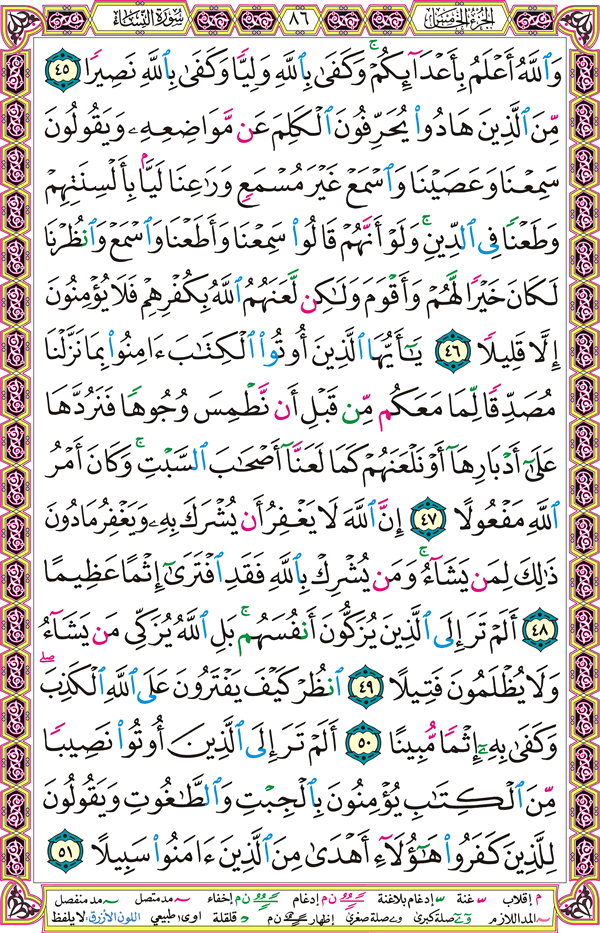 الجزء الخامس
٨٦
سورة النساء
وَٱللَّهُ أَعْلَمُ بِأَعْدَآئِكُمْ ۚ وَكَفَىٰ بِٱللَّهِ وَلِيًّا وَكَفَىٰ بِٱللَّهِ نَصِيرًا ٤٥
مِّنَ ٱلَّذِينَ هَادُوا۟ يُحَرِّفُونَ ٱلْكَلِمَ عَن مَّوَاضِعِهِۦ وَيَقُولُونَ
سَمِعْنَا وَعَصَيْنَا وَٱسْمَعْ غَيْرَ مُسْمَعٍ وَرَٰعِنَا لَيًّۢا بِأَلْسِنَتِهِمْ
وَطَعْنًا فِى ٱلدِّينِ ۚ وَلَوْ أَنَّهُمْ قَالُوا۟ سَمِعْنَا وَأَطَعْنَا وَٱسْمَعْ وَٱنظُرْنَا
لَكَانَ خَيْرًا لَّهُمْ وَأَقْوَمَ وَلَٰكِن لَّعَنَهُمُ ٱللَّهُ بِكُفْرِهِمْ فَلَا يُؤْمِنُونَ
إِلَّا قَلِيلًا ٤٦ يَٰٓأَيُّهَا ٱلَّذِينَ أُوتُوا۟ ٱلْكِتَٰبَ ءَامِنُوا۟ بِمَا نَزَّلْنَا
مُصَدِّقًا لِّمَا مَعَكُم مِّن قَبْلِ أَن نَّطْمِسَ وُجُوهًا فَنَرُدَّهَا
عَلَىٰٓ أَدْبَارِهَآ أَوْ نَلْعَنَهُمْ كَمَا لَعَنَّآ أَصْحَٰبَ ٱلسَّبْتِ ۚ وَكَانَ أَمْرُ
ٱللَّهِ مَفْعُولًا ٤٧ إِنَّ ٱللَّهَ لَا يَغْفِرُ أَن يُشْرَكَ بِهِۦ وَيَغْفِرُ مَا دُونَ
ذَٰلِكَ لِمَن يَشَآءُ ۚ وَمَن يُشْرِكْ بِٱللَّهِ فَقَدِ ٱفْتَرَىٰٓ إِثْمًا عَظِيمًا
٤٨ أَلَمْ تَرَ إِلَى ٱلَّذِينَ يُزَكُّونَ أَنفُسَهُم ۚ بَلِ ٱللَّهُ يُزَكِّى مَن يَشَآءُ
وَلَا يُظْلَمُونَ فَتِيلًا ٤٩ ٱنظُرْ كَيْفَ يَفْتَرُونَ عَلَى ٱللَّهِ ٱلْكَذِبَ ۖ
وَكَفَىٰ بِهِۦٓ إِثْمًا مُّبِينًا ٥٠ أَلَمْ تَرَ إِلَى ٱلَّذِينَ أُوتُوا۟ نَصِيبًا
مِّنَ ٱلْكِتَٰبِ يُؤْمِنُونَ بِٱلْجِبْتِ وَٱلطَّٰغُوتِ وَيَقُولُونَ
لِلَّذِينَ كَفَرُوا۟ هَٰٓؤُلَآءِ أَهْدَىٰ مِنَ ٱلَّذِينَ ءَامَنُوا۟ سَبِيلًا ٥١
م إقلاب غنة إدغام بلاغنة ن م إدغام ن م إخفاء مد متصل مد منفصل
المد اللازم صلة كبرى صلة صغرى إظهار ن م قلقلة اوى طبيعي اللون الأزرق: لا يلفظ